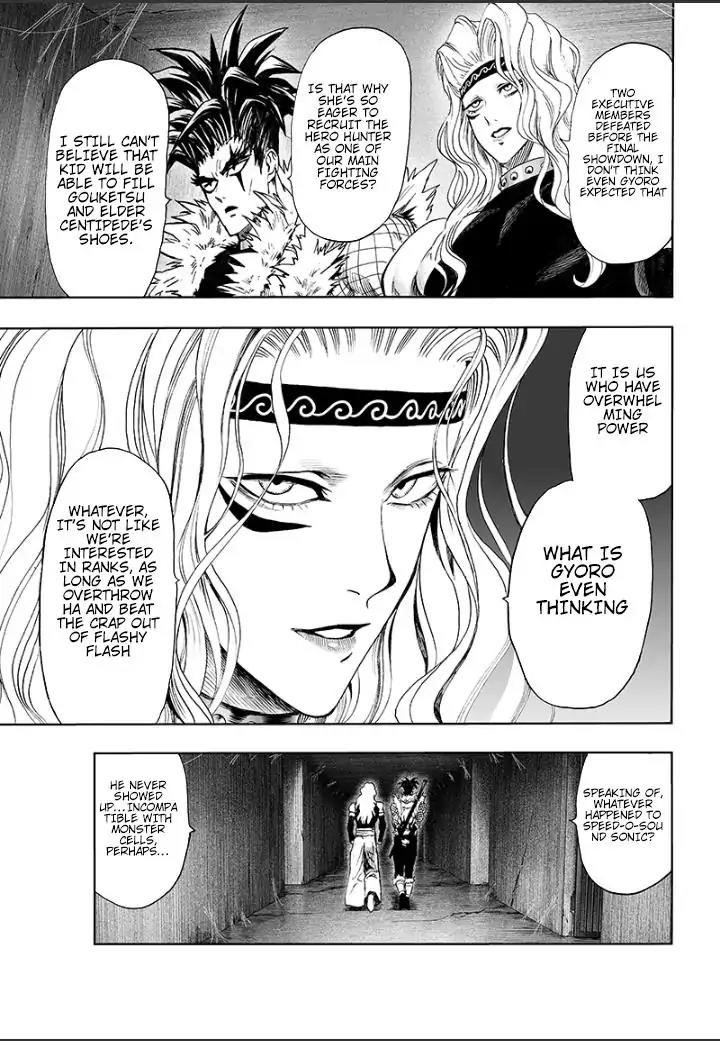 TWO
EXECUTIVE
MEMBERS
DEFEATED
BEFORE THE
FINAL
SHOWDOWN, I
DON'T THINK
EVEN GYORO
EXPECTED THAT
IS THAT WHY
SHE'S SO
EAGER TO
RECRUIT THE
HERO HUNTER
AS ONE OF
OUR MAIN
FIGHTING
FORCES?
I STILL CAN'T
BELIEVE THAT
KID WILL BE
ABLE TO FILL
GOUKETSU
AND ELDER
CENTIPEDE'S
SHOES.
IT IS US
WHO HAVE
OVERWHEL
MING
POWER
WHAT IS
GYORO
EVEN
THINKING
WHATEVER,
IT'S NOT LIKE
WE'RE
INTERESTED
IN RANKS, AS
LONG AS WE
OVERTHROW
HA AND BEAT
THE CRAP OUT
OF FLASHY
FLASH
SPEAKING OF,
WHATEVER
HAPPENED TO
SPEED-O-SOU
ND SONIC?
HE NEVER
SHOWED
UP...INCOMPA
TIBLE WITH
MONSTER
CELLS,
PERHAPS...